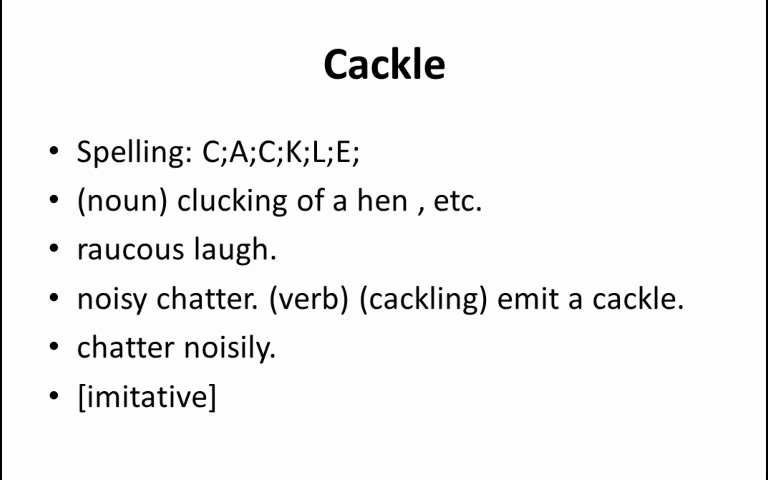 Cackle
• Spelling: C;A;C;K;L;E;
• (noun) clucking of a hen , etc.
• raucous laugh.
• noisy chatter. (verb) (cackling) emit a cackle.
• chatter noisily.
• [imitative]